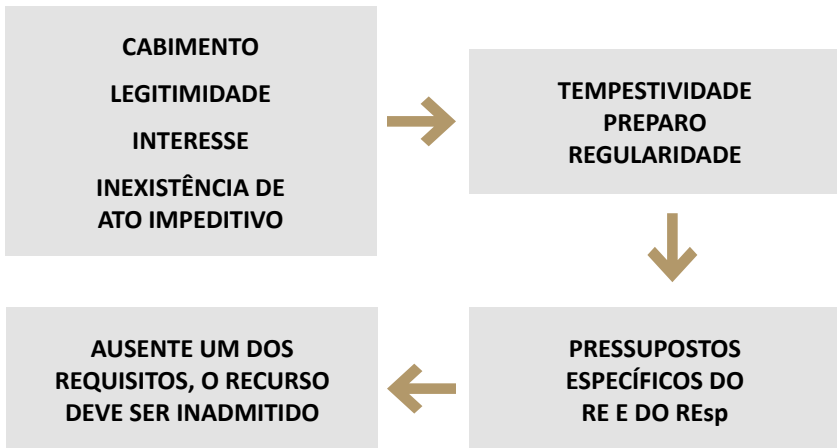 CABIMENTO
LEGITIMIDADE
INTERESSE
INEXISTÊNCIA DE
ATO IMPEDITIVO
TEMPESTIVIDADE
PREPARO
REGULARIDADE
PRESSUPOSTOS
ESPECÍFICOS DO
RE E DO REsp
AUSENTE UM DOS
REQUISITOS, O RECURSO
DEVE SER INADMITIDO